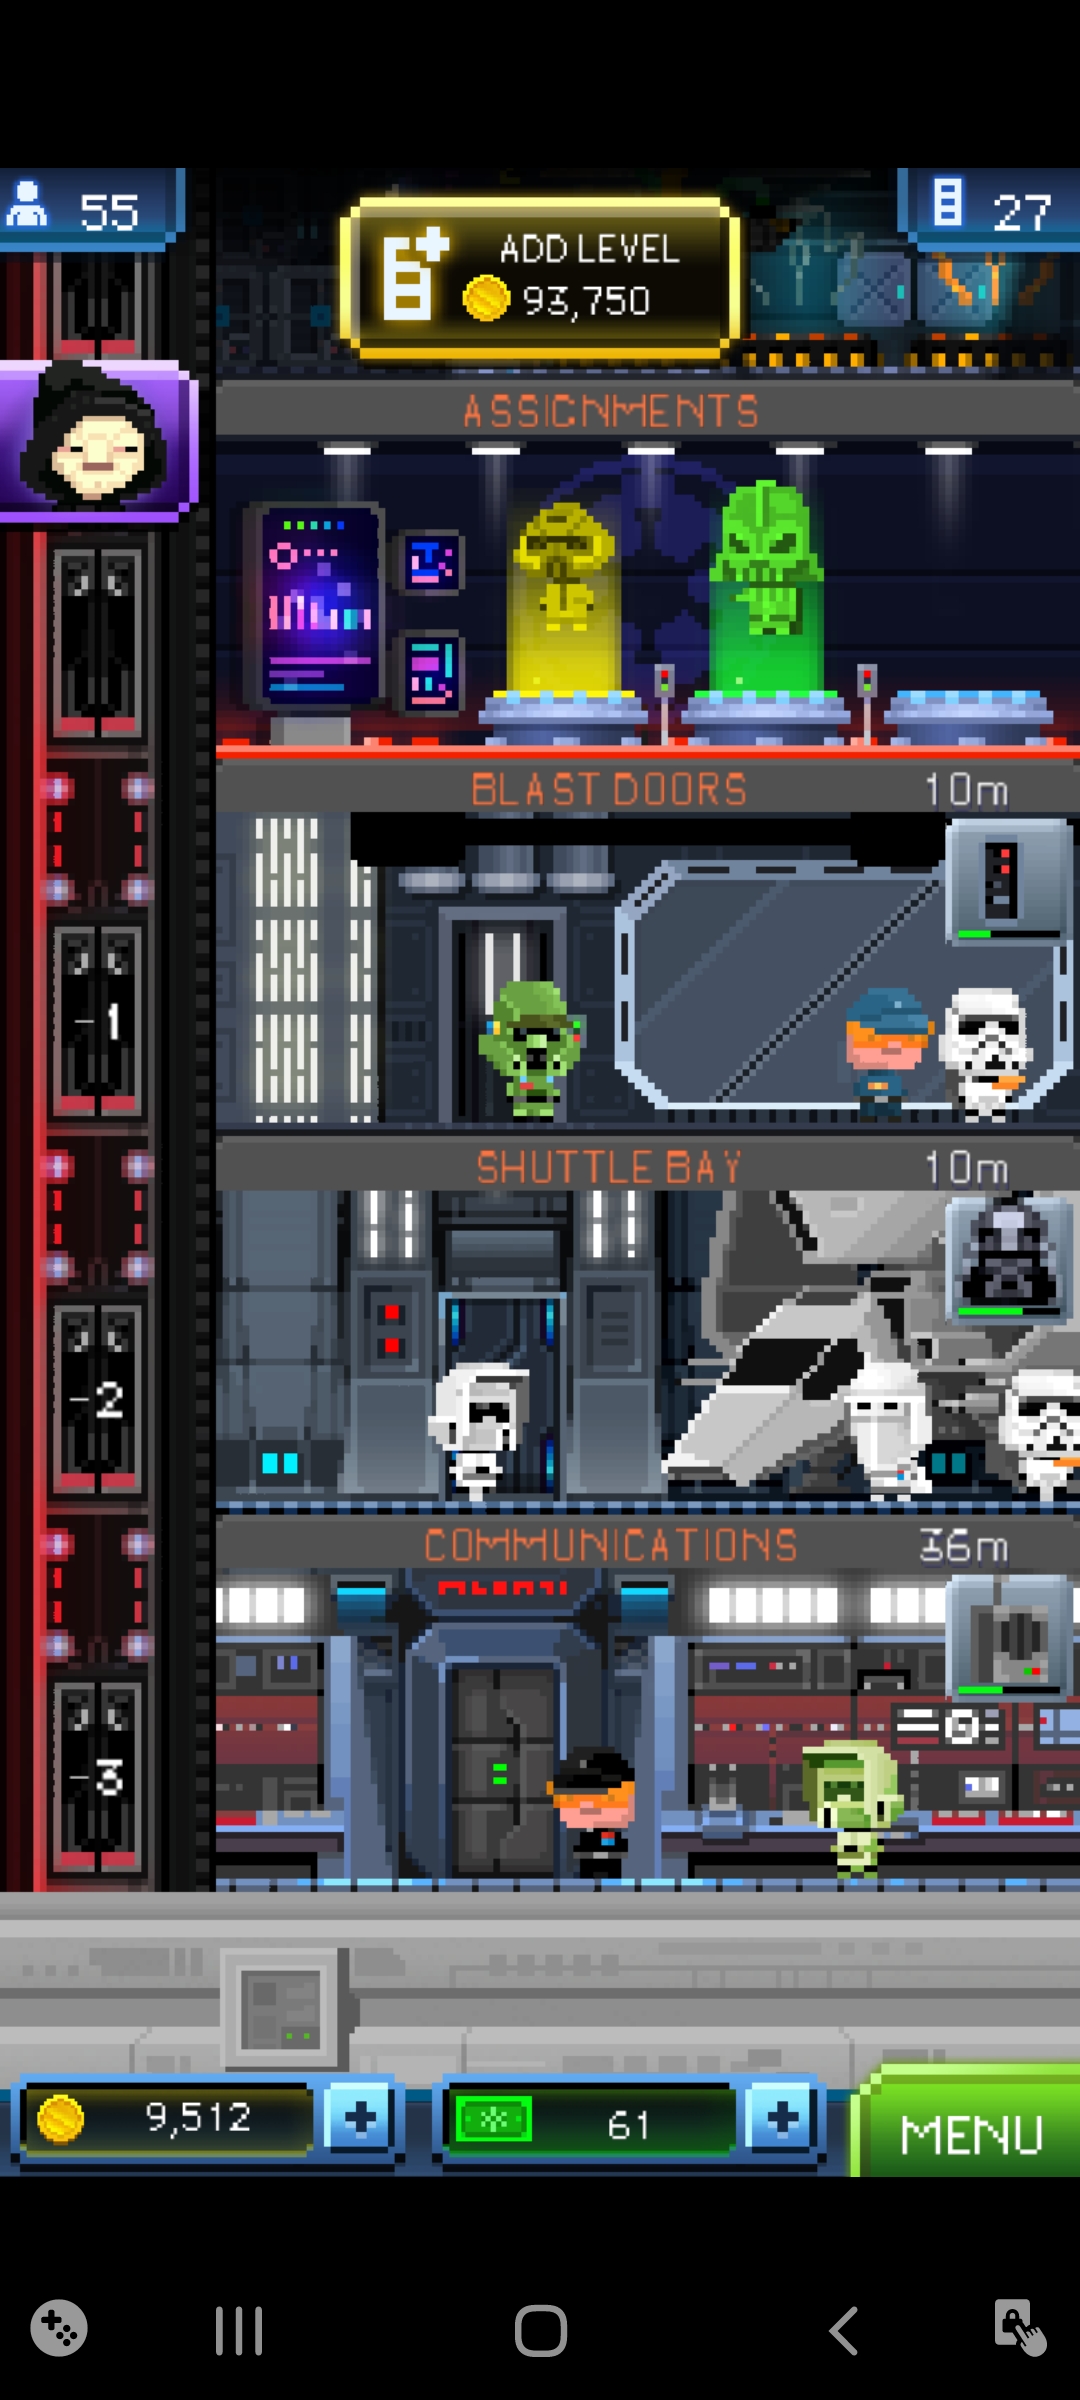 55
ADD LEVEL
93,750
27
ASSIGNMENTS
BLAST DOORS 10m
-1
SHUTTLE BAY 10m
-2
COMMUNICATIONS 36m
-3
9,512
61
MENU